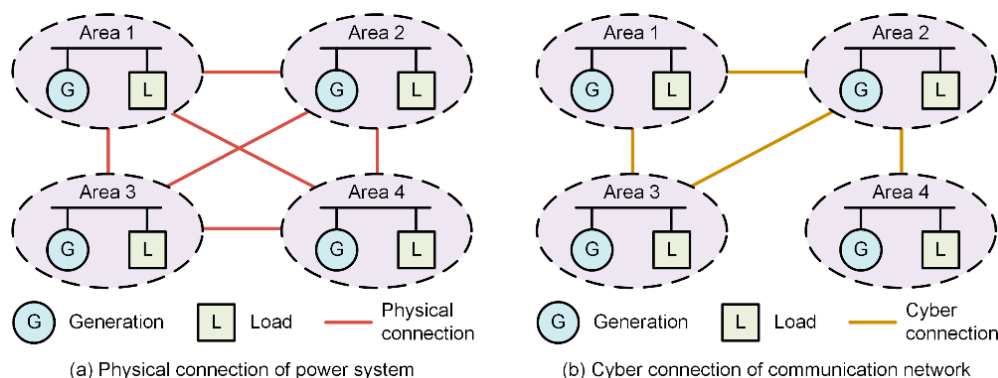 Area 1
Area 2
G
L
G
L
Area 3
Area 4
G
L
G
L
G Generation L Load Physical
connection
(a) Physical connection of power system
Area 1
Area 2
G
L
G
L
Area 3
Area 4
G
L
G
L
G Generation L Load Cyber
connection
(b) Cyber connection of communication network